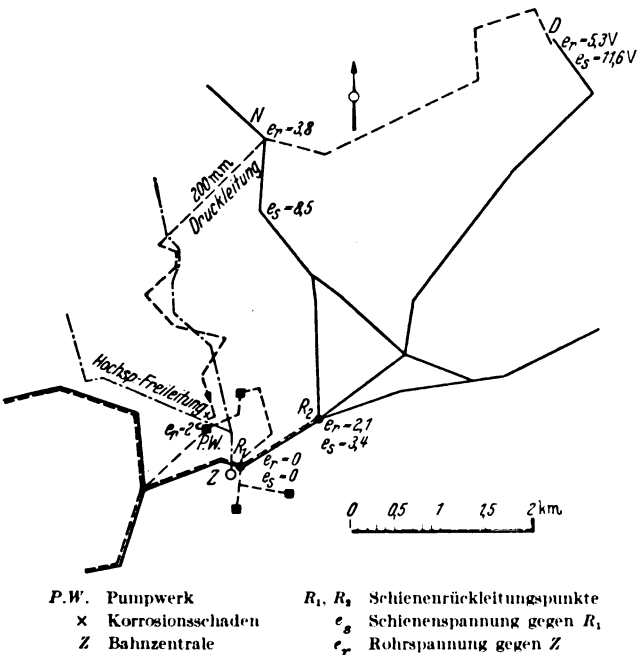 D
e_r=5,3V
e_s=11,6V
N
e_r=3,8
200 mm
Druckleitung
e_s=8,5
Hochsp-Freileitung
e_r=2
P.W.
R_1
R_2
e_r=2,1
e_s=3,4
e_r=0
e_s=0
Z
0 0,5 1 1,5 2 km
P.W. Pumpwerk
x Korrosionsschaden
Z Bahnzentrale
R_1, R_2 Schienenrückleitungspunkte
e_s Schienenspannung gegen R_1
e_r Rohrspannung gegen Z